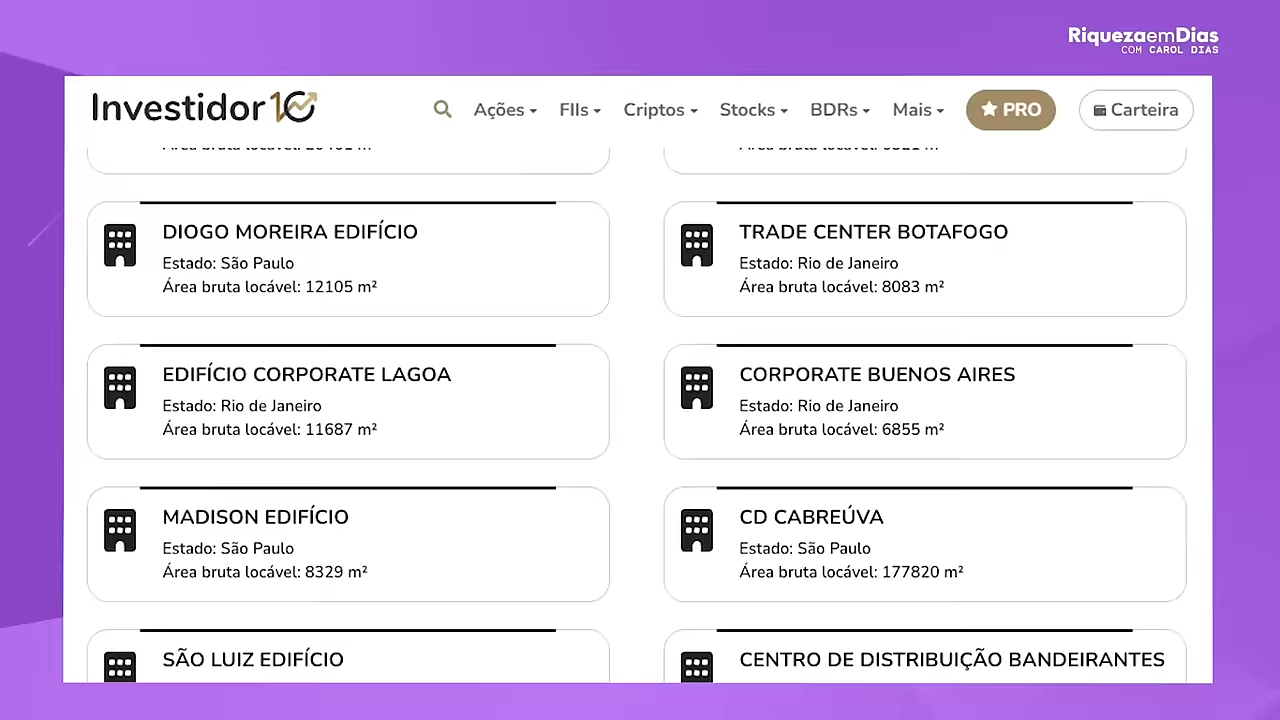 RiquezaemDias
COM CAROL DIAS
Investidor10
Ações
FIIs
Criptos
Stocks
BDRs
Mais
PRO
Carteira
DIOGO MOREIRA EDIFÍCIO
Estado: São Paulo
Área bruta locável: 12105 m²
TRADE CENTER BOTAFOGO
Estado: Rio de Janeiro
Área bruta locável: 8083 m²
EDIFÍCIO CORPORATE LAGOA
Estado: Rio de Janeiro
Área bruta locável: 11687 m²
CORPORATE BUENOS AIRES
Estado: Rio de Janeiro
Área bruta locável: 6855 m²
MADISON EDIFÍCIO
Estado: São Paulo
Área bruta locável: 8329 m²
CD CABREÚVA
Estado: São Paulo
Área bruta locável: 177820 m²
SÃO LUIZ EDIFÍCIO
CENTRO DE DISTRIBUIÇÃO BANDEIRANTES